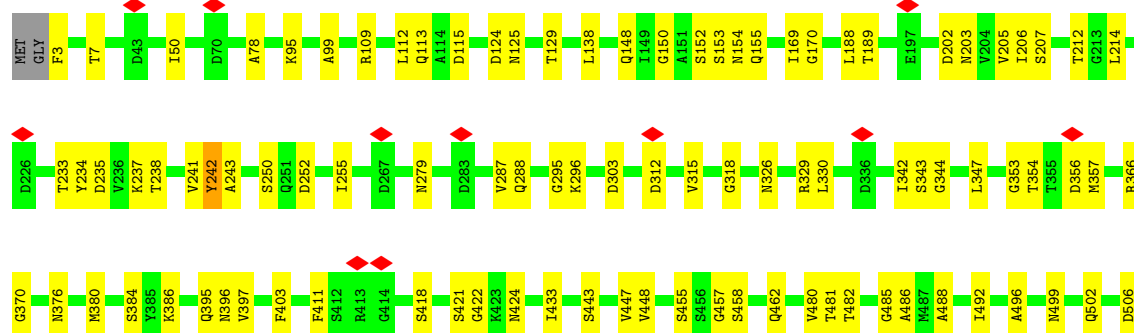 MET GLY F3 T7 D43 I50 D70 A78 K95 A99 R109 L112 Q113 A114 D115 D124 N125 T129 L138 Q148 I149 G150 A151 S152 S153 N154 Q155 I169 G170 L188 T189 E197 D202 N203 V204 V205 I206 S207 T212 G213 L214
D226 T233 Y234 D235 V236 K237 T238 V241 Y242 A243 S250 Q251 D252 I255 D267 N279 D283 V287 Q288 G295 K296 D303 D312 V315 G318 N326 R329 L330 D336 I342 S343 G344 L347 G353 T354 T355 D356 M357 R366
G370 N376 M380 S384 Y385 K386 Q395 N396 V397 F403 F411 S412 R413 G414 S418 S421 G422 K423 N424 I433 S443 V447 V448 S455 S456 G457 S458 Q462 V480 T481 T482 G485 A486 M487 A488 I492 A496 N499 Q502 D506